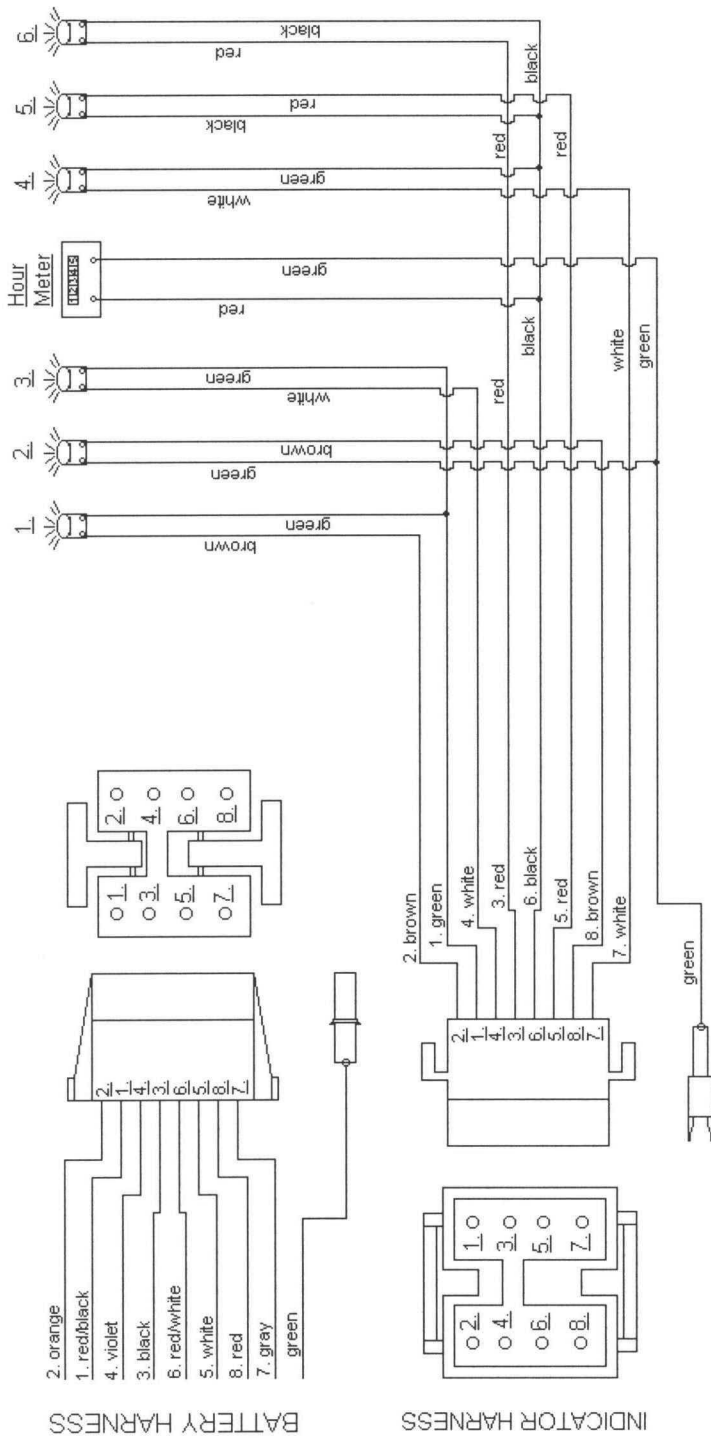 1.
2.
3.
Hour
Meter
4.
5.
6.
brown
green
green
brown
white
green
red
green
white
green
black
red
red
black
red
black
red
black
red
white
green
2. orange
1. red/black
4. violet
3. black
6. red/white
5. white
8. red
7. gray
green
2.
1.
4.
3.
6.
5.
8.
7.
1.
2.
3.
4.
5.
6.
7.
8.
BATTERY HARNESS
2. brown
1. green
4. white
3. red
6. black
5. red
8. brown
7. white
green
2.
1.
4.
3.
6.
5.
8.
7.
2.
1.
4.
3.
6.
5.
8.
7.
INDICATOR HARNESS